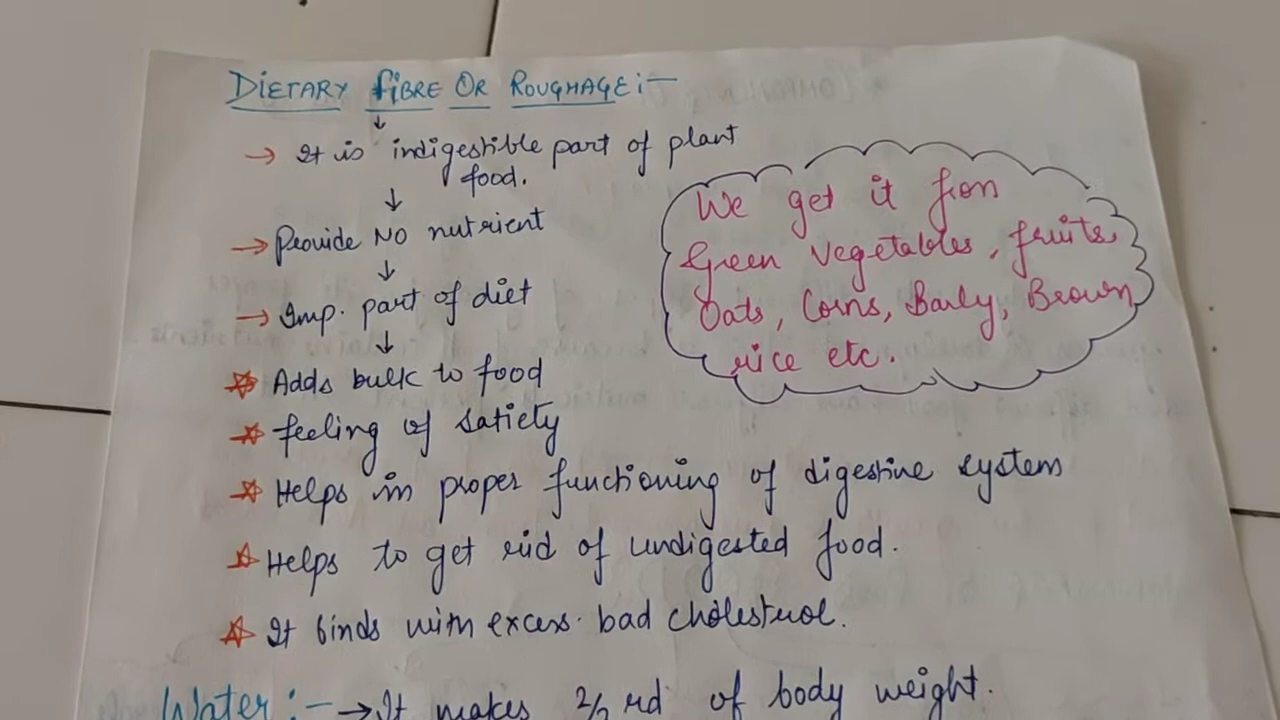 DIETARY FIBRE OR ROUGHAGE:-
↓
→ It is indigestible part of plant
food.
↓
→ Provide NO nutrient
↓
→ Imp. part of diet
↓
☆ Adds bulk to food
☆ feeling of satiety
☆ Helps in proper functioning of digestive system
☆ Helps to get rid of undigested food.
☆ It binds with excess bad cholesterol.
We get it from
Green Vegetables, fruits,
Oats, Corns, Barly, Brown
rice etc.
Water:- → It makes 2/3 rd of body weight.